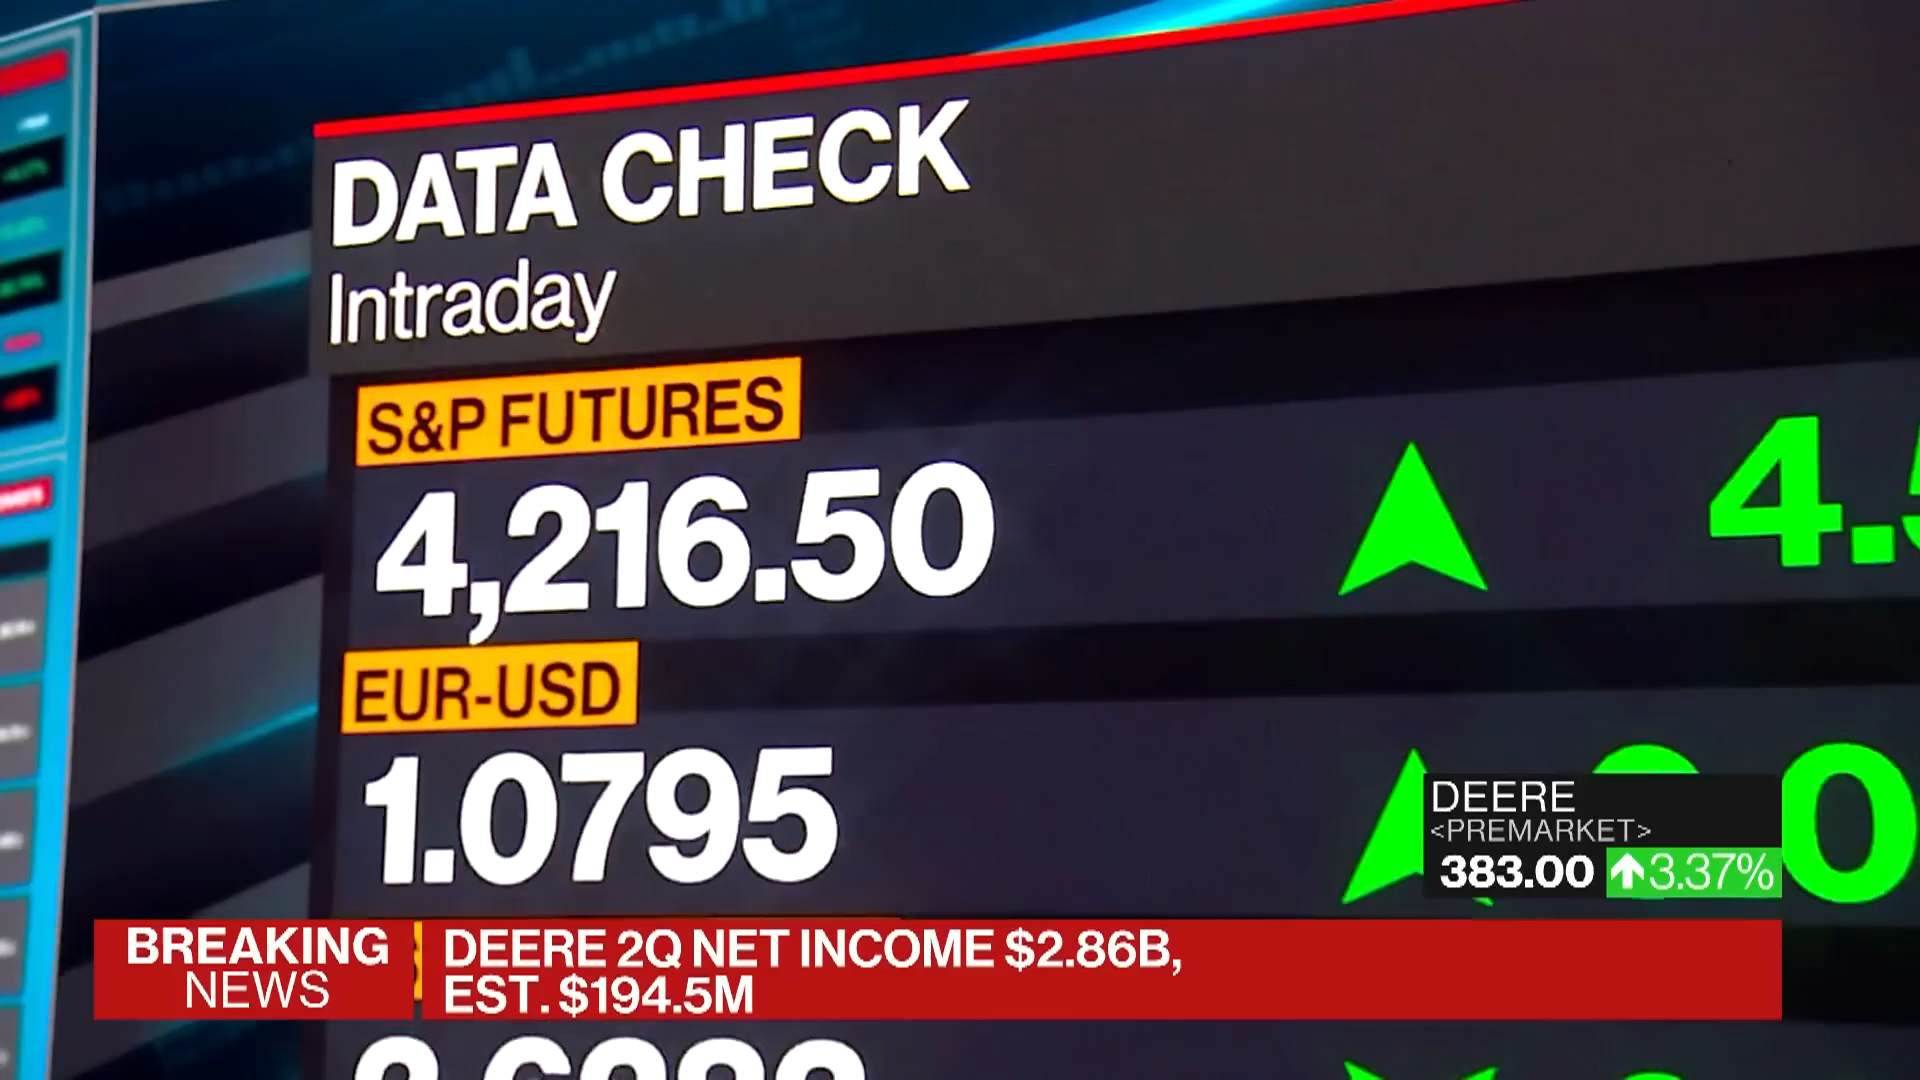 DATA CHECK
Intraday
S&P FUTURES
4,216.50
EUR-USD
1.0795
DEERE
<PREMARKET>
383.00 3.37%
BREAKING
NEWS
DEERE 2Q NET INCOME $2.86B,
EST. $194.5M